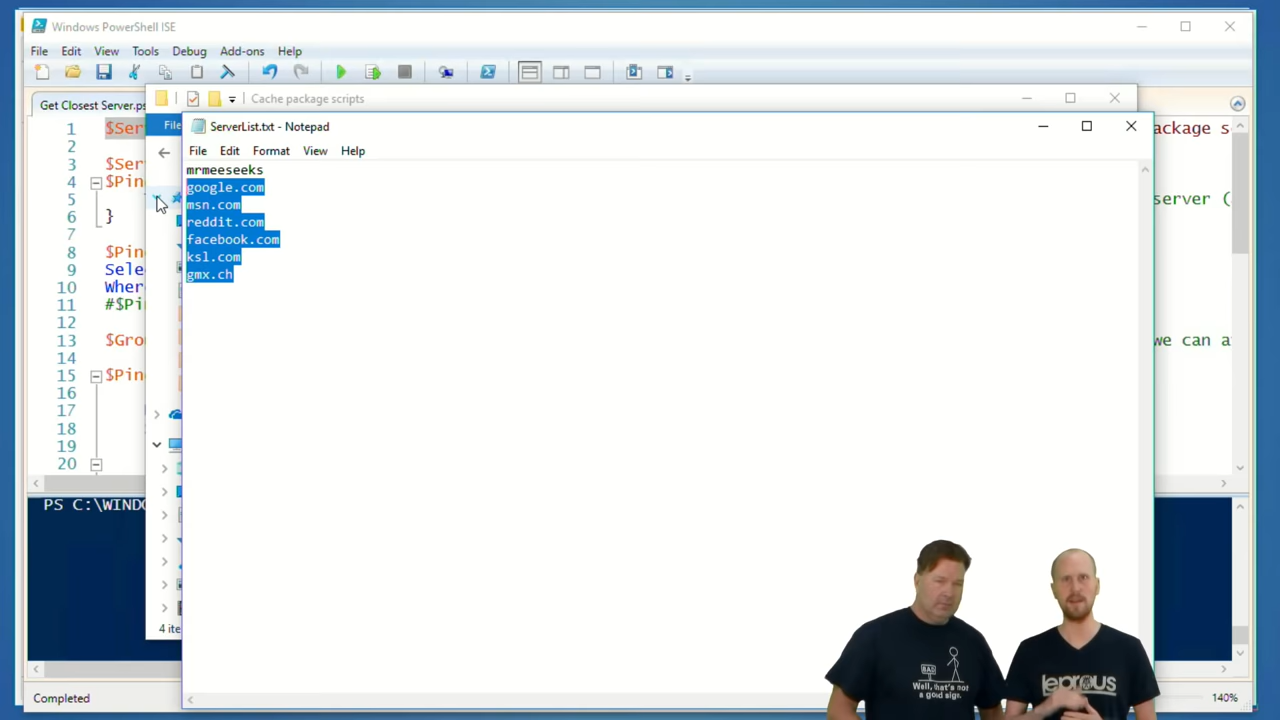 Windows PowerShell ISE
File Edit View Tools Debug Add-ons Help
Cache package scripts
Get Closest Server.ps
File
ServerList.txt - Notepad
File Edit Format View Help
mrmeeseeks
google.com
msn.com
reddit.com
facebook.com
ksl.com
gmx.ch
1 $Ser
2
3 $Ser
4 $Pin
5
6 }
7
8 $Pin
9 Sele
10 Wher
11 #$Pi
12
13 $Gro
14
15 $Pin
16
17
18
19
20
ackage s
server (
we can a
PS C:\WIND
4 ite
Completed
140%
BAD
Well, that's not
a good sign.
leprous